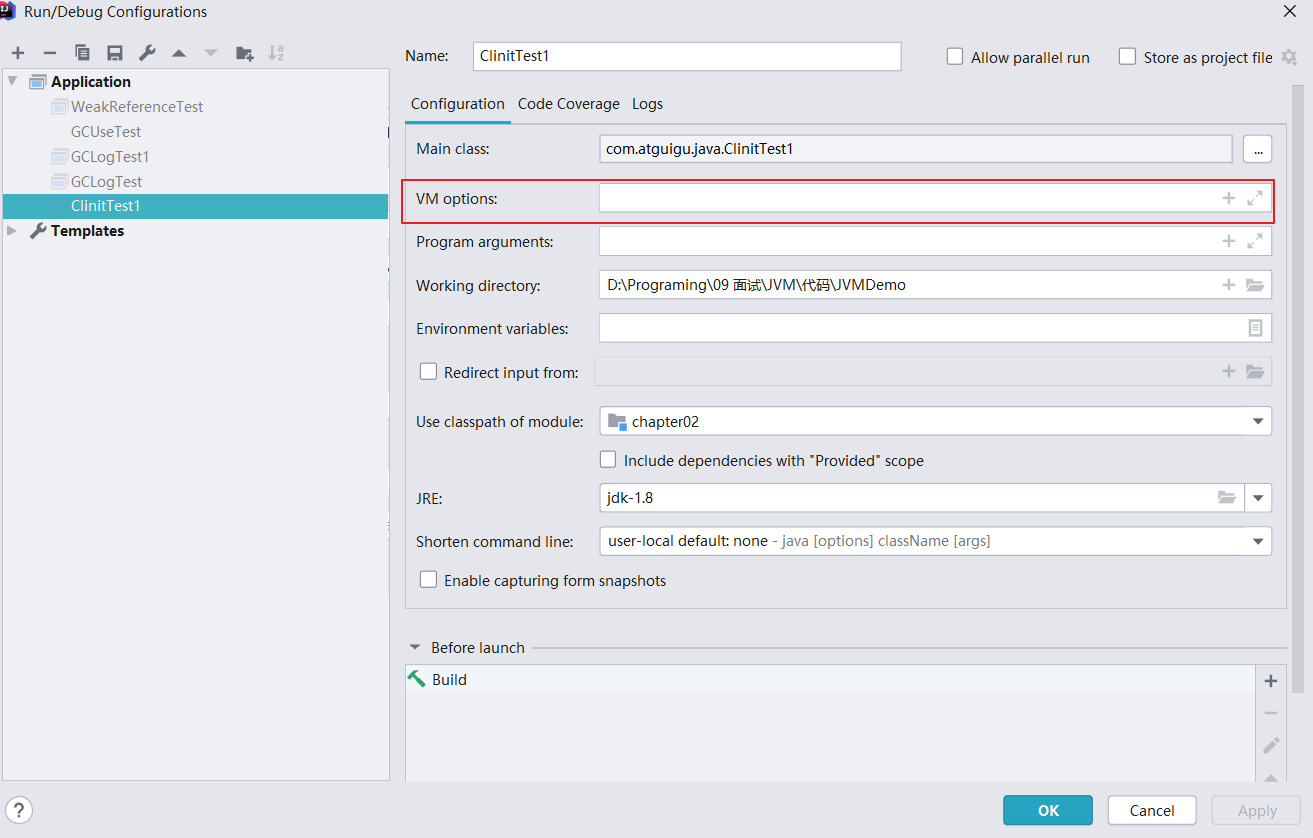 Run/Debug Configurations
Name: ClinitTest1 Allow parallel run Store as project file
Application
WeakReferenceTest
GCUseTest
GCLogTest1
GCLogTest
ClinitTest1
Templates
Configuration Code Coverage Logs
Main class: com.atguigu.java.ClinitTest1 ...
VM options:
Program arguments:
Working directory: D:\Programing\09 面试\JVM\代码\JVMDemo
Environment variables:
Redirect input from:
Use classpath of module: chapter02
Include dependencies with "Provided" scope
JRE: jdk-1.8
Shorten command line: user-local default: none - java [options] className [args]
Enable capturing form snapshots
Before launch
Build
? OK Cancel Apply